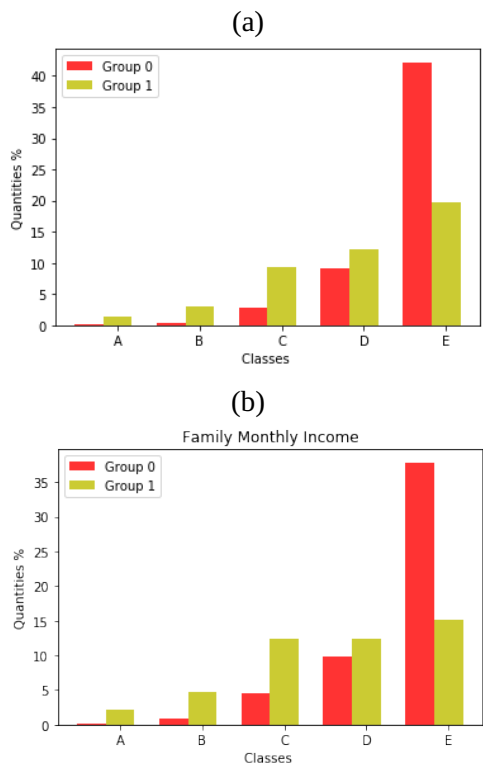 (a)
Group 0
Group 1
40
35
30
25
20
15
10
5
0
Quantities %
A B C D E
Classes
(b)
Family Monthly Income
Group 0
Group 1
35
30
25
20
15
10
5
0
Quantities %
A B C D E
Classes